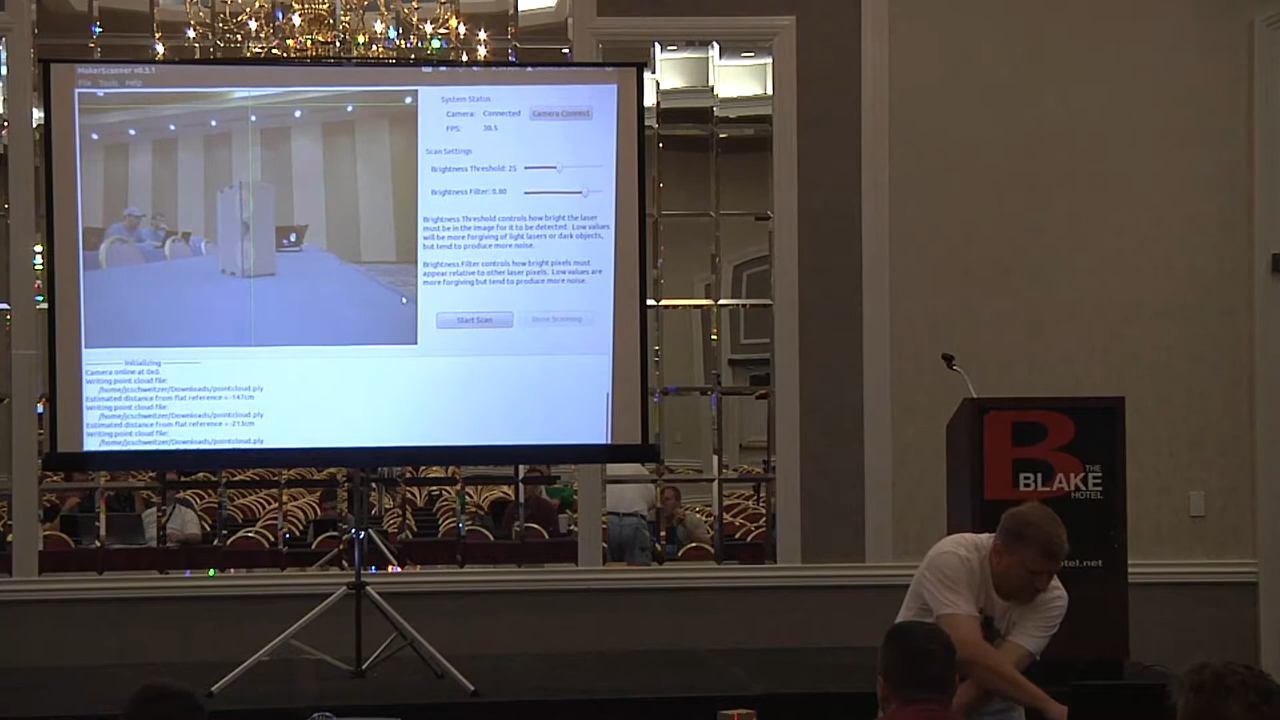 MakerScanner v0.3.1
File Tools Help
System Status
Camera: Connected Camera Connect
FPS: 30.5
Scan Settings
Brightness Threshold: 25
Brightness Filter: 0.80
Brightness Threshold controls how bright the laser
must be in the image for it to be detected. Low values
will be more forgiving of light lasers or dark objects,
but tend to produce more noise.
Brightness Filter controls how bright pixels must
appear relative to other laser pixels. Low values are
more forgiving but tend to produce more noise.
Start Scan Done Scanning
Initializing
Camera online at 0x0.
Writing point cloud file:
/home/jcschweitzer/Downloads/pointcloud.ply
Estimated distance from flat reference =-147cm
Writing point cloud file:
/home/jcschweitzer/Downloads/pointcloud.ply
Estimated distance from flat reference =-213cm
Writing point cloud file:
/home/jcschweitzer/Downloads/pointcloud.ply
B
THE
BLAKE
HOTEL
otel.net